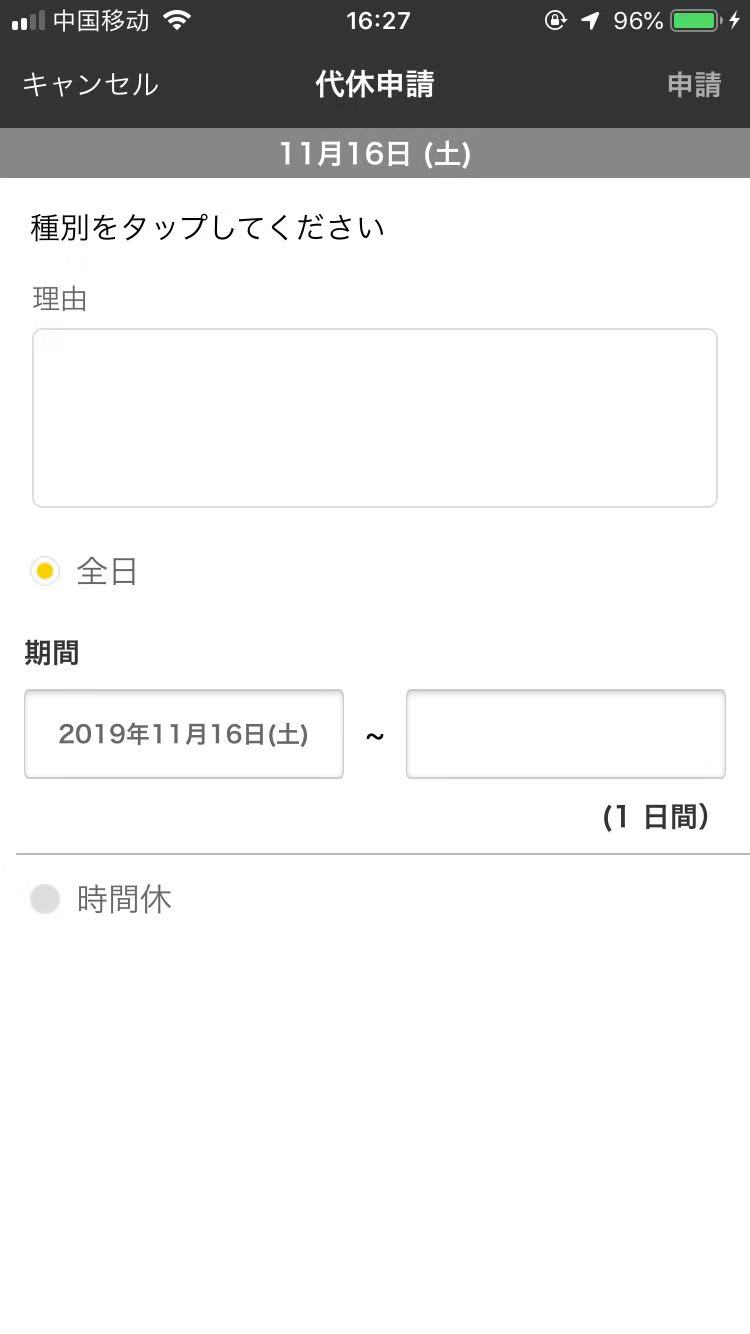 中国移动 16:27 96%
キャンセル 代休申請 申請
11月16日 (土)
種別をタップしてください
理由
全日
期間
2019年11月16日(土) ~
(1 日間）
時間休